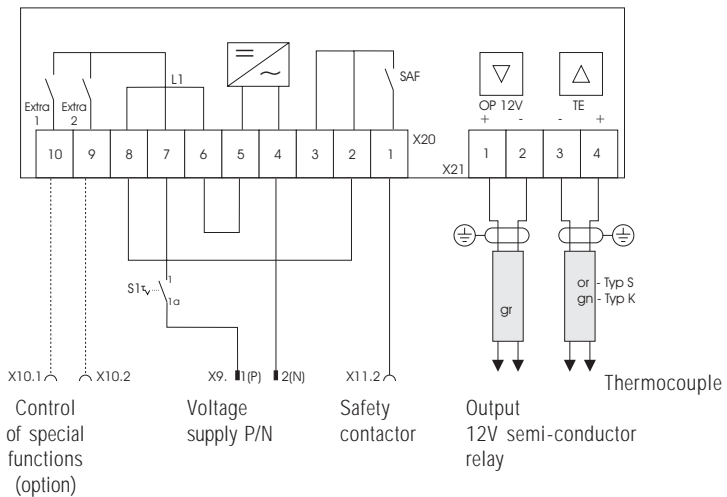 L1
SAF
Extra 1
Extra 2
OP 12V
TE
+ - - +
X20
10 9 8 7 6 5 4 3 2 1
X21
1 2 3 4
S1
1
1a
gr
or - Typ S
gn - Typ K
X10.1
X10.2
X9. 1(P) 2(N)
X11.2
Thermocouple
Control
of special
functions
(option)
Voltage
supply P/N
Safety
contactor
Output
12V semi-conductor
relay